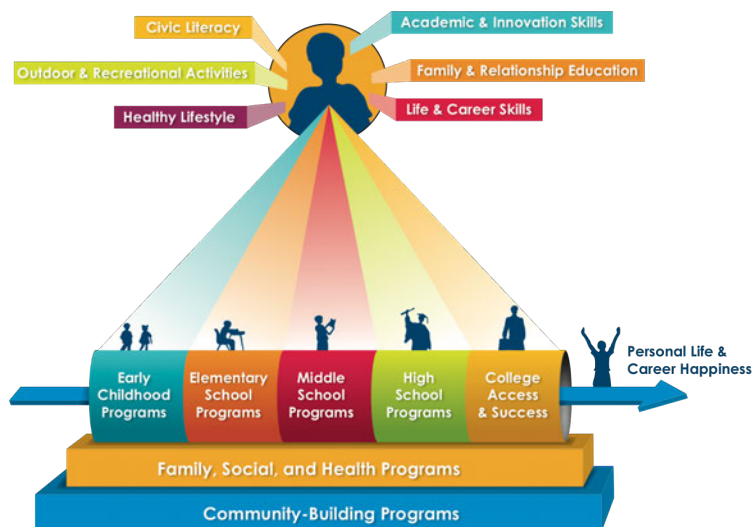 Civic Literacy
Academic & Innovation Skills
Outdoor & Recreational Activities
Family & Relationship Education
Healthy Lifestyle
Life & Career Skills
Early
Childhood
Programs
Elementary
School
Programs
Middle
School
Programs
High
School
Programs
College
Access
& Success
Personal Life &
Career Happiness
Family, Social, and Health Programs
Community-Building Programs